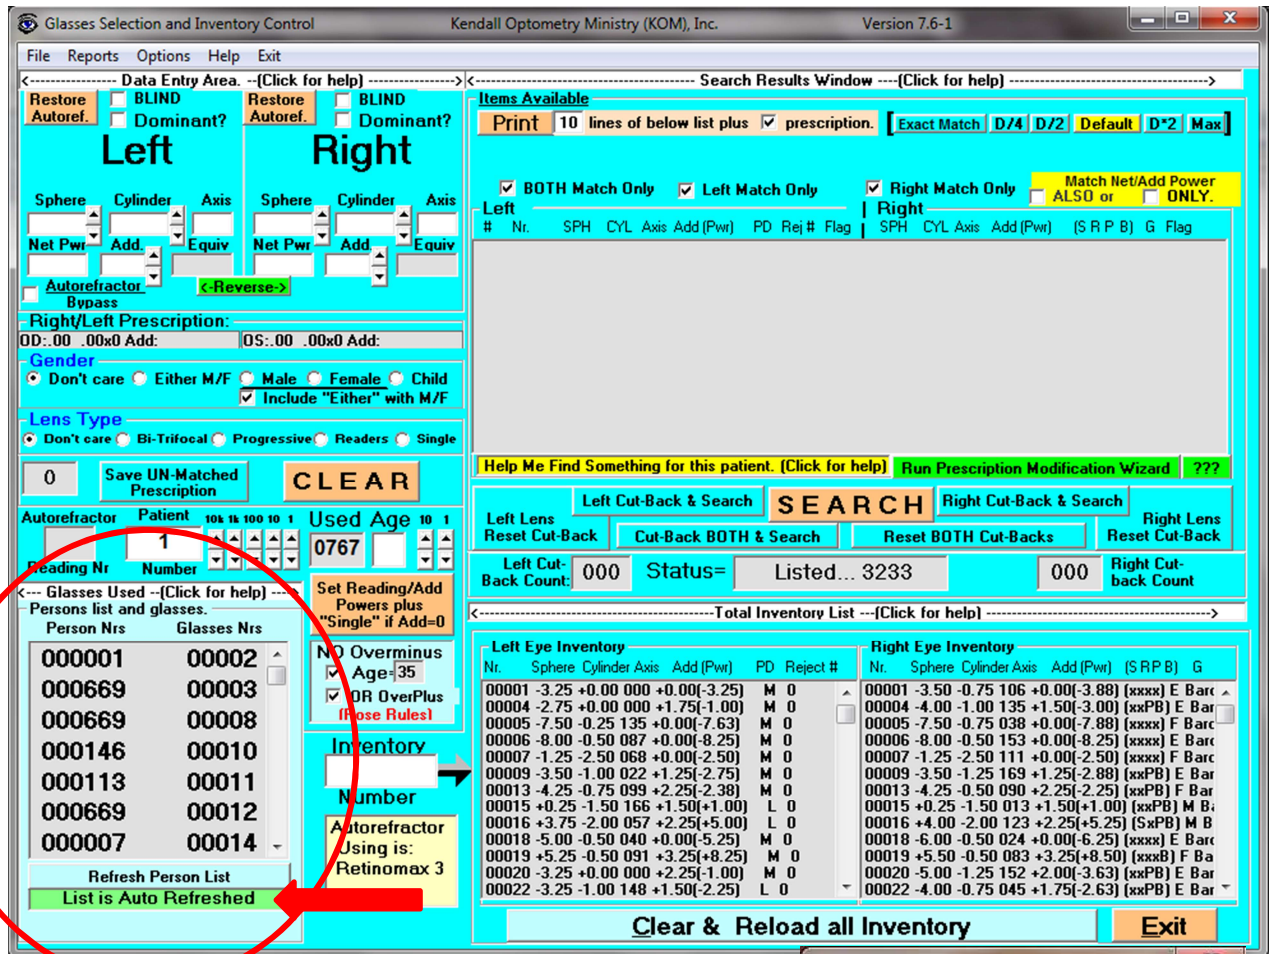 Glasses Selection and Inventory Control Kendall Optometry Ministry (KOM), Inc. Version 7.6-1
File Reports Options Help Exit
<---------------- Data Entry Area. --(Click for help) ---------------->
Restore Autoref.
BLIND
Dominant?
Restore Autoref.
BLIND
Dominant?
Left Right
Sphere Cylinder Axis Sphere Cylinder Axis
Net Pwr Add. Equiv Net Pwr Add. Equiv
Autorefractor Bypass
<-Reverse->
Right/Left Prescription:
OD:.00 .00x0 Add: OS:.00 .00x0 Add:
Gender
Don't care Either M/F Male Female Child
Include "Either" with M/F
Lens Type
Don't care Bi-Trifocal Progressive Readers Single
0 Save UN-Matched Prescription CLEAR
Autorefractor Patient 10k 1k 100 10 1 Used Age 10 1
1 0767
Reading Nr Number
<--- Glasses Used --(Click for help) ---->
Persons list and glasses.
Person Nrs Glasses Nrs
000001 00002
000669 00003
000669 00008
000146 00010
000113 00011
000669 00012
000007 00014
Refresh Person List
List is Auto Refreshed
Set Reading/Add
Powers plus
"Single" if Add=0
NO Overminus
Age= 35
OR OverPlus
(Rose Rules)
Inventory
Number
Autorefractor
Using is:
Retinomax 3
<------------------------------------ Search Results Window ----(Click for help) ------------------------------------>
Items Available
Print 10 lines of below list plus prescription. [ Exact Match D/4 D/2 Default D*2 Max ]
BOTH Match Only Left Match Only Right Match Only
Match Net/Add Power
ALSO or ONLY.
Left Right
# Nr. SPH CYL Axis Add (Pwr) PD Rej # Flag | SPH CYL Axis Add (Pwr) (S R P B) G Flag
Help Me Find Something for this patient. (Click for help) Run Prescription Modification Wizard ???
Left Cut-Back & Search SEARCH Right Cut-Back & Search
Left Lens Reset Cut-Back
Cut-Back BOTH & Search Reset BOTH Cut-Backs
Right Lens Reset Cut-Back
Left Cut-Back Count: 000 Status= Listed... 3233 000 Right Cut-back Count
<---------------------------------------Total Inventory List ---(Click for help) ------------------------------------>
Left Eye Inventory
Nr. Sphere Cylinder Axis Add (Pwr) PD Reject #
00001 -3.25 +0.00 000 +0.00(-3.25) M 0
00004 -2.75 +0.00 000 +1.75(-1.00) M 0
00005 -7.50 -0.25 135 +0.00(-7.63) M 0
00006 -8.00 -0.50 087 +0.00(-8.25) M 0
00007 -1.25 -2.50 068 +0.00(-2.50) M 0
00009 -3.50 -1.00 022 +1.25(-2.75) M 0
00013 -4.25 -0.75 099 +2.25(-2.38) M 0
00015 +0.25 -1.50 166 +1.50(+1.00) L 0
00016 +3.75 -2.00 057 +2.25(+5.00) L 0
00018 -5.00 -0.50 040 +0.00(-5.25) M 0
00019 +5.25 -0.50 091 +3.25(+8.25) M 0
00020 -3.25 +0.00 000 +2.25(-1.00) M 0
00022 -3.25 -1.00 148 +1.50(-2.25) L 0
Right Eye Inventory
Nr. Sphere Cylinder Axis Add (Pwr) (S R P B) G
00001 -3.50 -0.75 106 +0.00(-3.88) (xxxx) E Barc
00004 -4.00 -1.00 135 +1.50(-3.00) (xxPB) E Bar
00005 -7.50 -0.75 038 +0.00(-7.88) (xxxx) F Barc
00006 -8.00 -0.50 153 +0.00(-8.25) (xxxx) E Barc
00007 -1.25 -2.50 111 +0.00(-2.50) (xxxx) F Barc
00009 -3.50 -1.25 169 +1.25(-2.88) (xxPB) E Bar
00013 -4.25 -0.50 090 +2.25(-2.25) (xxPB) F Bar
00015 +0.25 -1.50 013 +1.50(+1.00) (xxPB) M Ba
00016 +4.00 -2.00 123 +2.25(+5.25) (SxPB) M B
00018 -6.00 -0.50 024 +0.00(-6.25) (xxxx) E Barc
00019 +5.50 -0.50 083 +3.25(+8.50) (xxxB) F Ba
00020 -5.00 -1.25 152 +2.00(-3.63) (xxPB) E Bar
00022 -4.00 -0.75 045 +1.75(-2.63) (xxPB) E Bar
Clear & Reload all Inventory Exit